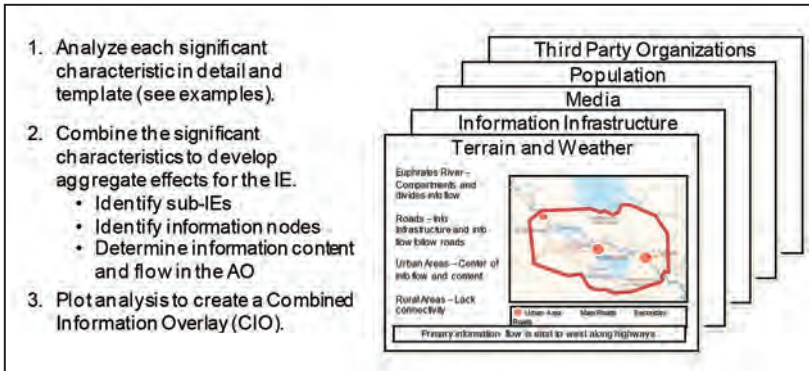 1. Analyze each significant
characteristic in detail and
template (see examples).
2. Combine the significant
characteristics to develop
aggregate effects for the IE.
• Identify sub-IEs
• Identify information nodes
• Determine information content
and flow in the AO
3. Plot analysis to create a Combined
Information Overlay (CIO).
Third Party Organizations
Population
Media
Information Infrastructure
Terrain and Weather
Euphrates River –
Compartments and
divides info flow
Roads – Info
Infrastructure and info
flow follow roads
Urban Areas – Center of
info flow and content
Rural Areas – Lack
connectivity
Urban Area Main Roads Secondary
Roads
Primary information flow is east to west along highways